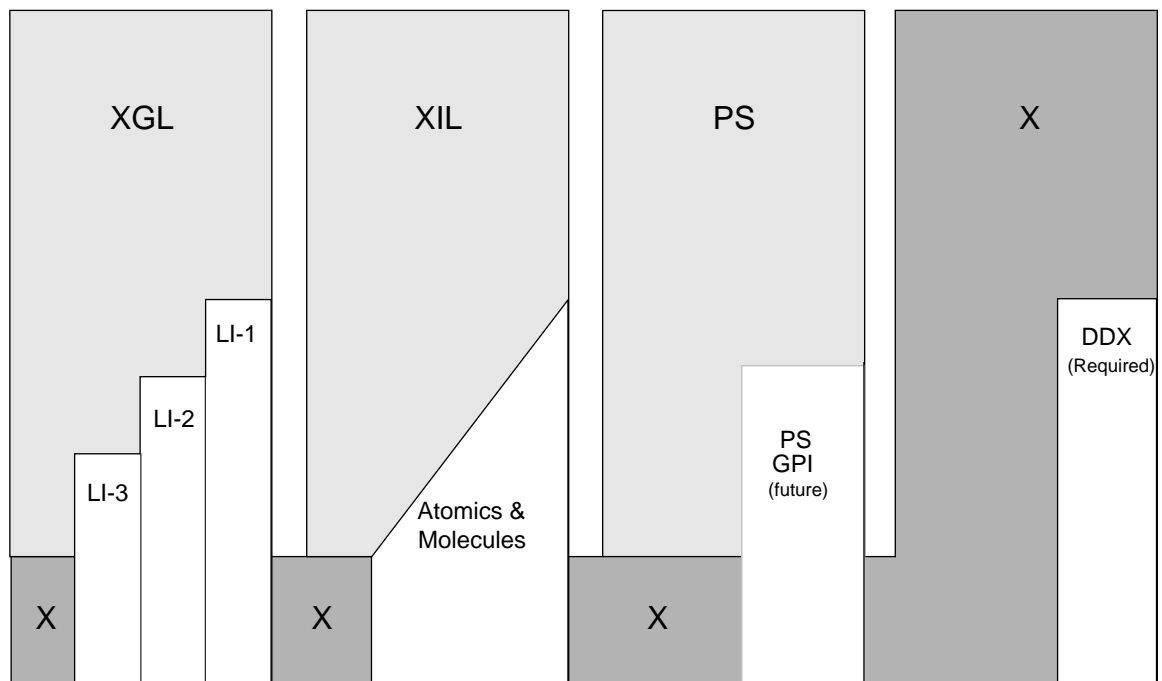 XGL
XIL
PS
X
LI-1
LI-2
LI-3
Atomics &
Molecules
PS
GPI
(future)
DDX
(Required)
X
X
X